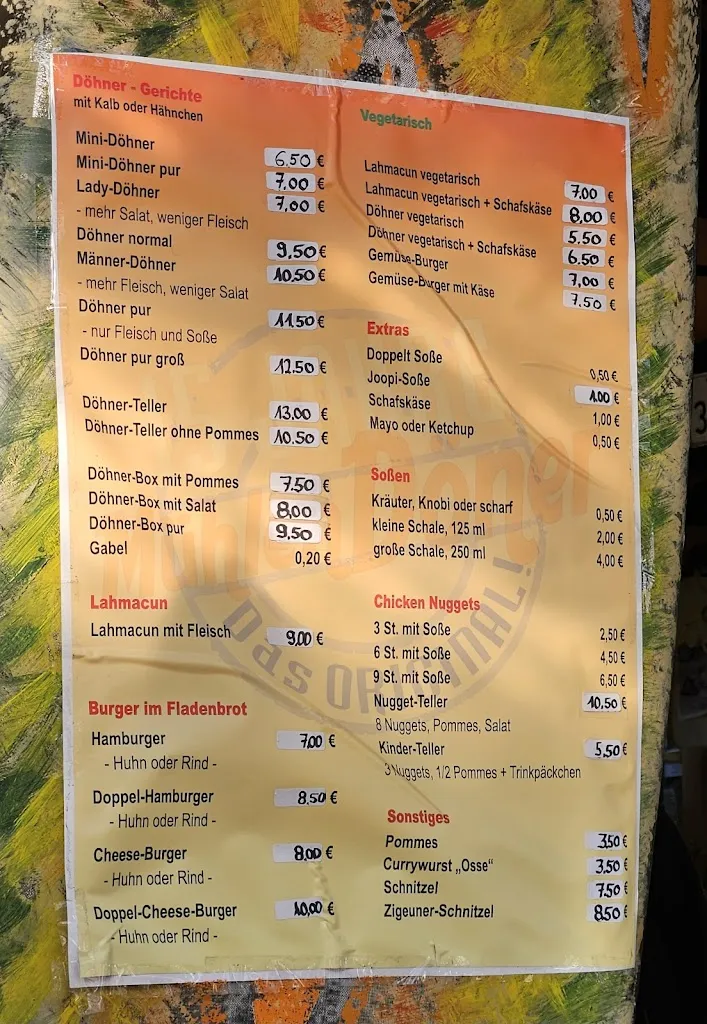 Döhner - Gerichte
mit Kalb oder Hähnchen
Mini-Döhner 6.50 €
Mini-Döhner pur 7,00 €
Lady-Döhner 7,00 €
- mehr Salat, weniger Fleisch
Döhner normal 9.50 €
Männer-Döhner 10.50 €
- mehr Fleisch, weniger Salat
Döhner pur 11.50 €
- nur Fleisch und Soße
Döhner pur groß 12.50 €
Döhner-Teller 13.00 €
Döhner-Teller ohne Pommes 10.50 €
Döhner-Box mit Pommes 7.50 €
Döhner-Box mit Salat 8,00 €
Döhner-Box pur 9.50 €
Gabel 0,20 €
Lahmacun
Lahmacun mit Fleisch 9,00 €
Burger im Fladenbrot
Hamburger 7,00 €
- Huhn oder Rind -
Doppel-Hamburger 8,50 €
- Huhn oder Rind -
Cheese-Burger 8,00 €
- Huhn oder Rind -
Doppel-Cheese-Burger 10,00 €
- Huhn oder Rind -
Vegetarisch
Lahmacun vegetarisch 7.00 €
Lahmacun vegetarisch + Schafskäse 8,00 €
Döhner vegetarisch 5.50 €
Döhner vegetarisch + Schafskäse 6.50 €
Gemüse-Burger 7,00 €
Gemüse-Burger mit Käse 7.50 €
Extras
Doppelt Soße 0,50 €
Joopi-Soße 1.00 €
Schafskäse 1,00 €
Mayo oder Ketchup 0,50 €
Soßen
Kräuter, Knobi oder scharf 0,50 €
kleine Schale, 125 ml 2,00 €
große Schale, 250 ml 4,00 €
Chicken Nuggets
3 St. mit Soße 2,50 €
6 St. mit Soße 4,50 €
9 St. mit Soße 6,50 €
Nugget-Teller 10,50 €
8 Nuggets, Pommes, Salat
Kinder-Teller 5.50 €
3 Nuggets, 1/2 Pommes + Trinkpäckchen
Sonstiges
Pommes 3.50 €
Currywurst „Osse“ 3.50 €
Schnitzel 7.50 €
Zigeuner-Schnitzel 8.50 €
Das ORIGINAL!